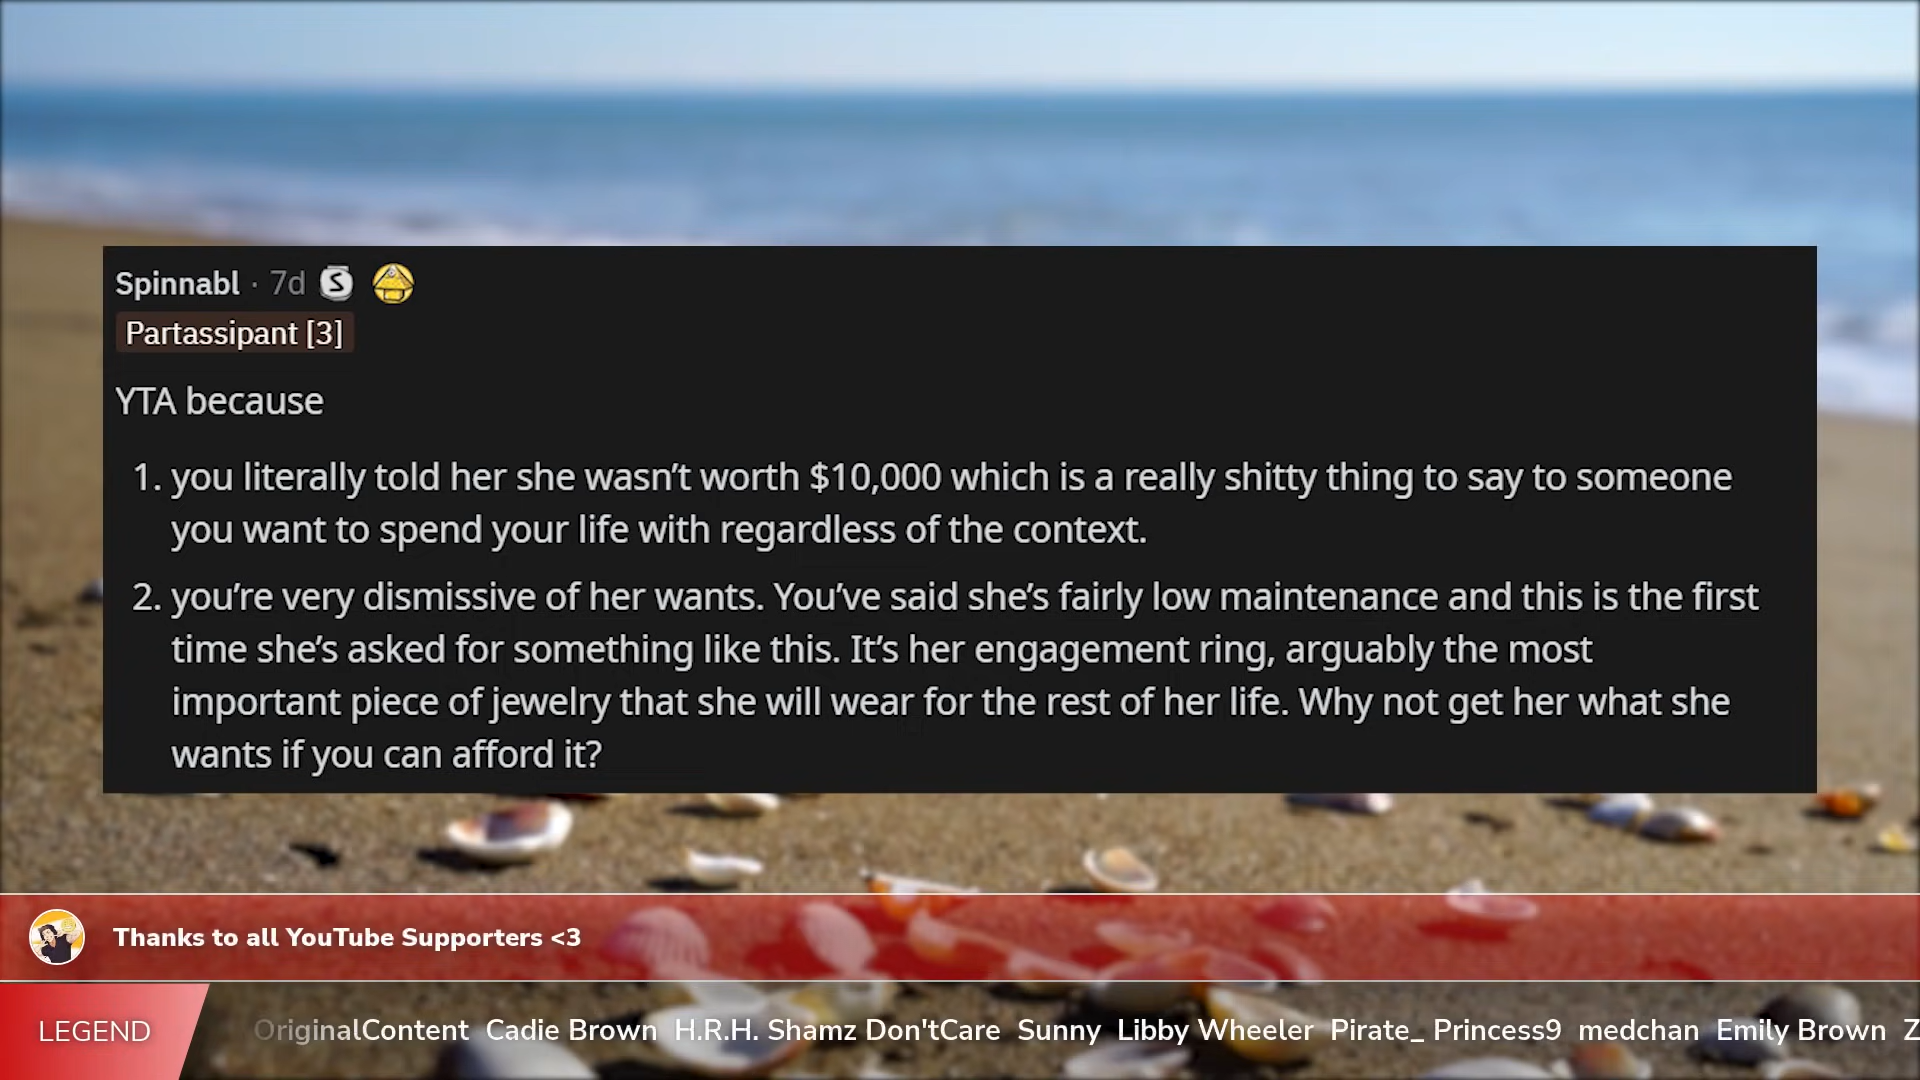 Spinnabl · 7d
Partassipant [3]
YTA because
1. you literally told her she wasn’t worth $10,000 which is a really shitty thing to say to someone
you want to spend your life with regardless of the context.
2. you’re very dismissive of her wants. You’ve said she’s fairly low maintenance and this is the first
time she’s asked for something like this. It’s her engagement ring, arguably the most
important piece of jewelry that she will wear for the rest of her life. Why not get her what she
wants if you can afford it?
Thanks to all YouTube Supporters <3
LEGEND
OriginalContent Cadie Brown H.R.H. Shamz Don'tCare Sunny Libby Wheeler Pirate_ Princess9 medchan Emily Brown Z